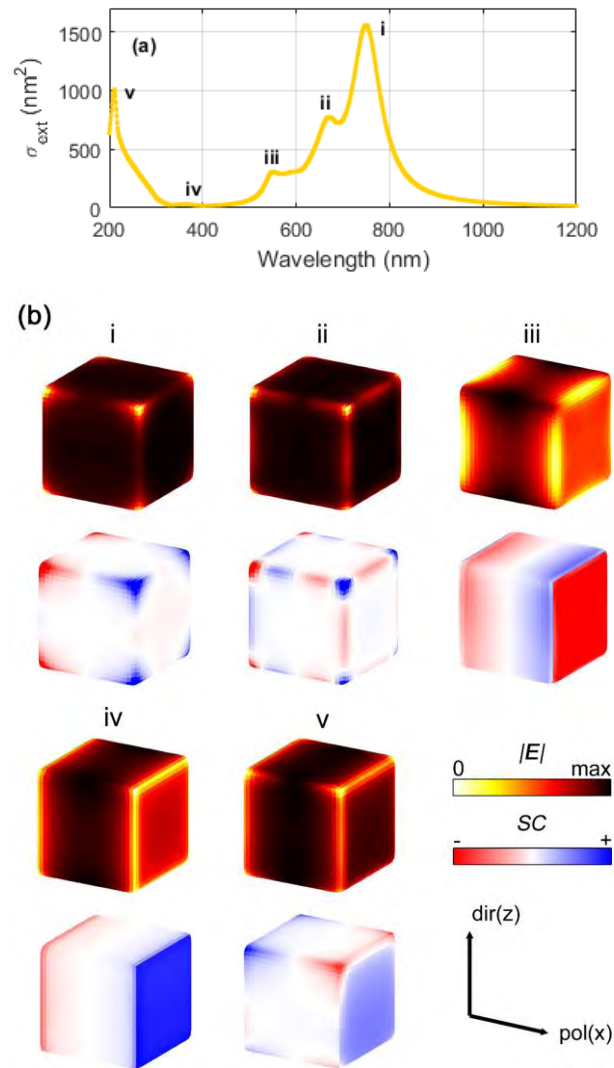 (a)
σext (nm²)
1500
1000
500
0
i
ii
iii
iv
v
200 400 600 800 1000 1200
Wavelength (nm)
(b)
i ii iii
iv v
|E|
0 max
SC
- +
dir(z)
pol(x)